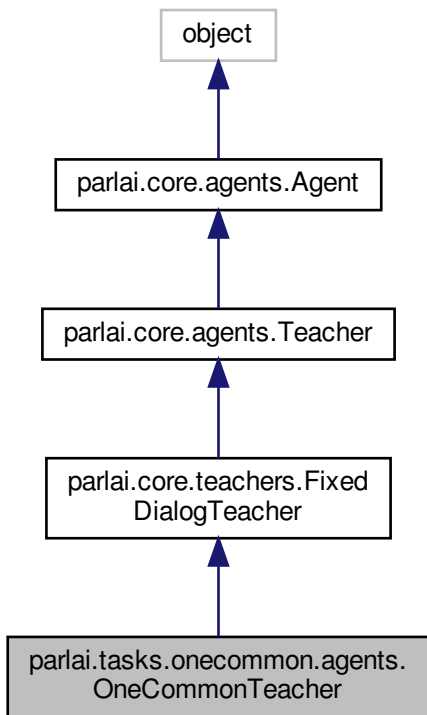 object
parlai.core.agents.Agent
parlai.core.agents.Teacher
parlai.core.teachers.Fixed
DialogTeacher
parlai.tasks.onecommon.agents.
OneCommonTeacher